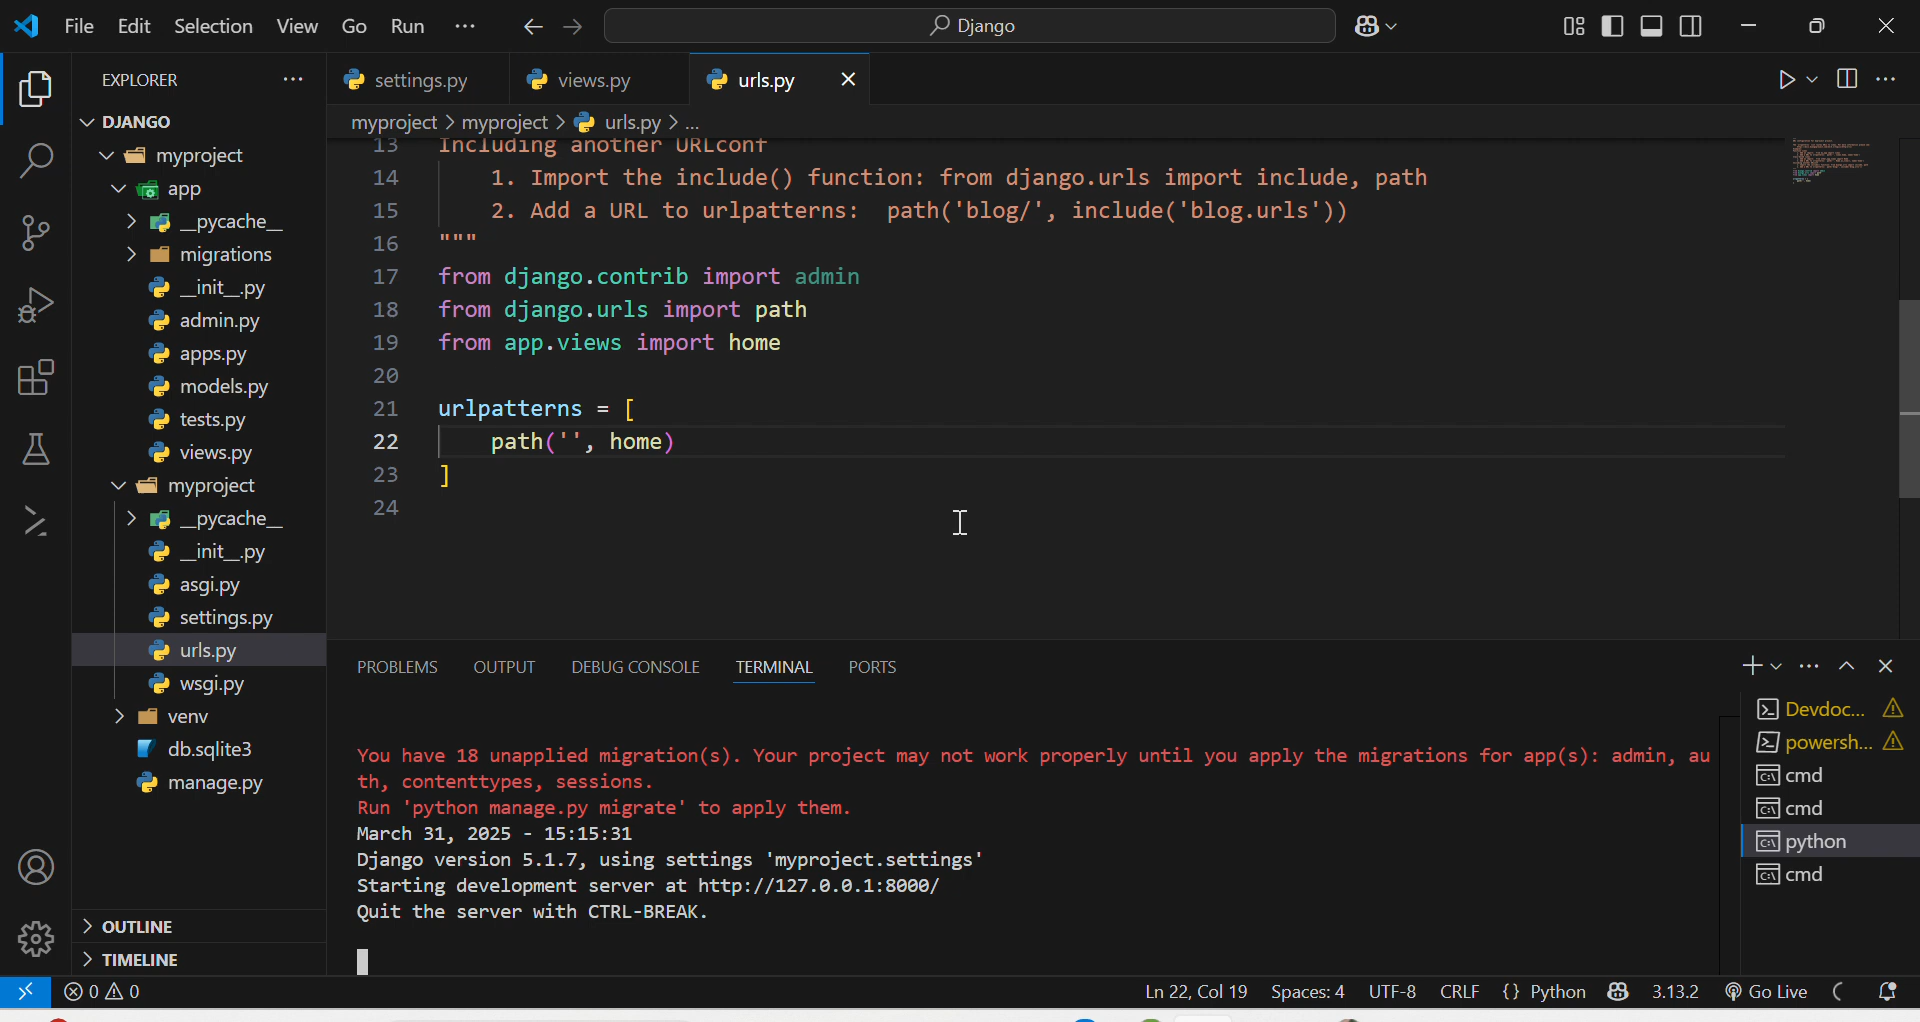 File Edit Selection View Go Run ··· Django
EXPLORER ···
DJANGO
myproject
app
__pycache__
migrations
__init__.py
admin.py
apps.py
models.py
tests.py
views.py
myproject
__pycache__
__init__.py
asgi.py
settings.py
urls.py
wsgi.py
venv
db.sqlite3
manage.py
OUTLINE
TIMELINE
settings.py views.py urls.py
myproject > myproject > urls.py > ...
13 Including another URLconf
14     1. Import the include() function: from django.urls import include, path
15     2. Add a URL to urlpatterns:  path('blog/', include('blog.urls'))
16 """
17 from django.contrib import admin
18 from django.urls import path
19 from app.views import home
20
21 urlpatterns = [
22     path('', home)
23 ]
24
PROBLEMS OUTPUT DEBUG CONSOLE TERMINAL PORTS
You have 18 unapplied migration(s). Your project may not work properly until you apply the migrations for app(s): admin, au
th, contenttypes, sessions.
Run 'python manage.py migrate' to apply them.
March 31, 2025 - 15:15:31
Django version 5.1.7, using settings 'myproject.settings'
Starting development server at http://127.0.0.1:8000/
Quit the server with CTRL-BREAK.
Devdoc...
powersh...
cmd
cmd
python
cmd
0 0 Ln 22, Col 19 Spaces: 4 UTF-8 CRLF {} Python 3.13.2 Go Live